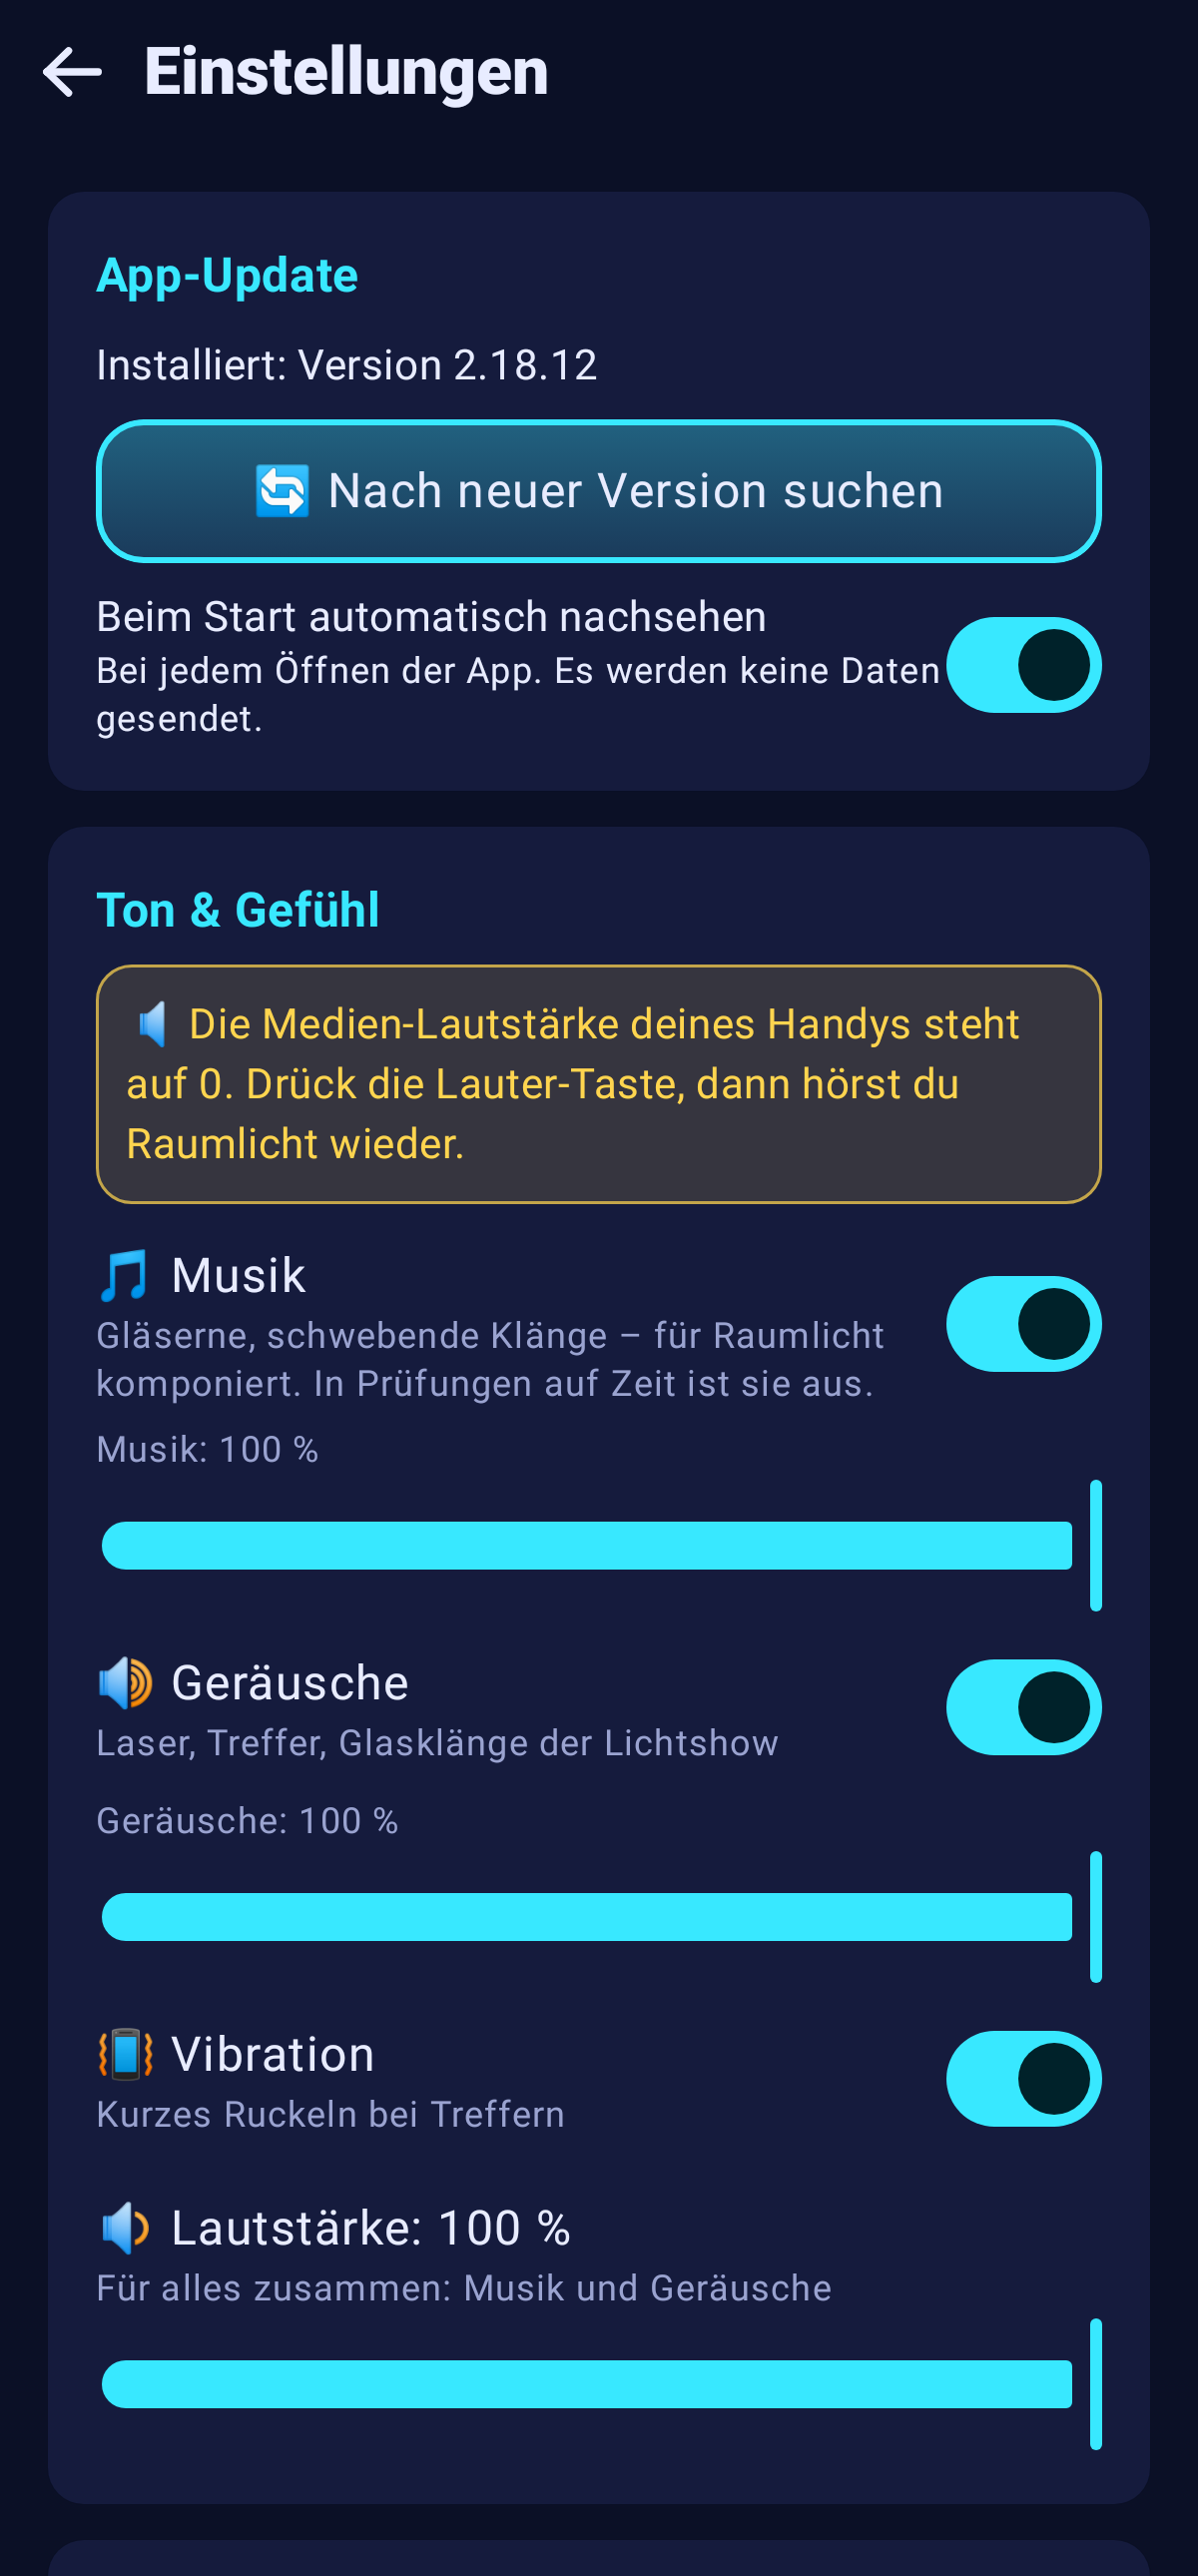 Einstellungen
App-Update
Installiert: Version 2.18.12
Nach neuer Version suchen
Beim Start automatisch nachsehen
Bei jedem Öffnen der App. Es werden keine Daten
gesendet.
Ton & Gefühl
Die Medien-Lautstärke deines Handys steht
auf 0. Drück die Lauter-Taste, dann hörst du
Raumlicht wieder.
Musik
Gläserne, schwebende Klänge – für Raumlicht
komponiert. In Prüfungen auf Zeit ist sie aus.
Musik: 100 %
Geräusche
Laser, Treffer, Glasklänge der Lichtshow
Geräusche: 100 %
Vibration
Kurzes Ruckeln bei Treffern
Lautstärke: 100 %
Für alles zusammen: Musik und Geräusche